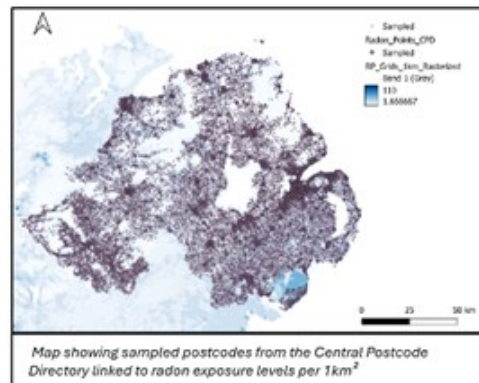 Sampled
Radon_Points_CPD
Sampled
RP_Grids_1km_Rasterized
Band 1 (Gray)
110
1.666667
0 25 50 km
Map showing sampled postcodes from the Central Postcode
Directory linked to radon exposure levels per 1km²